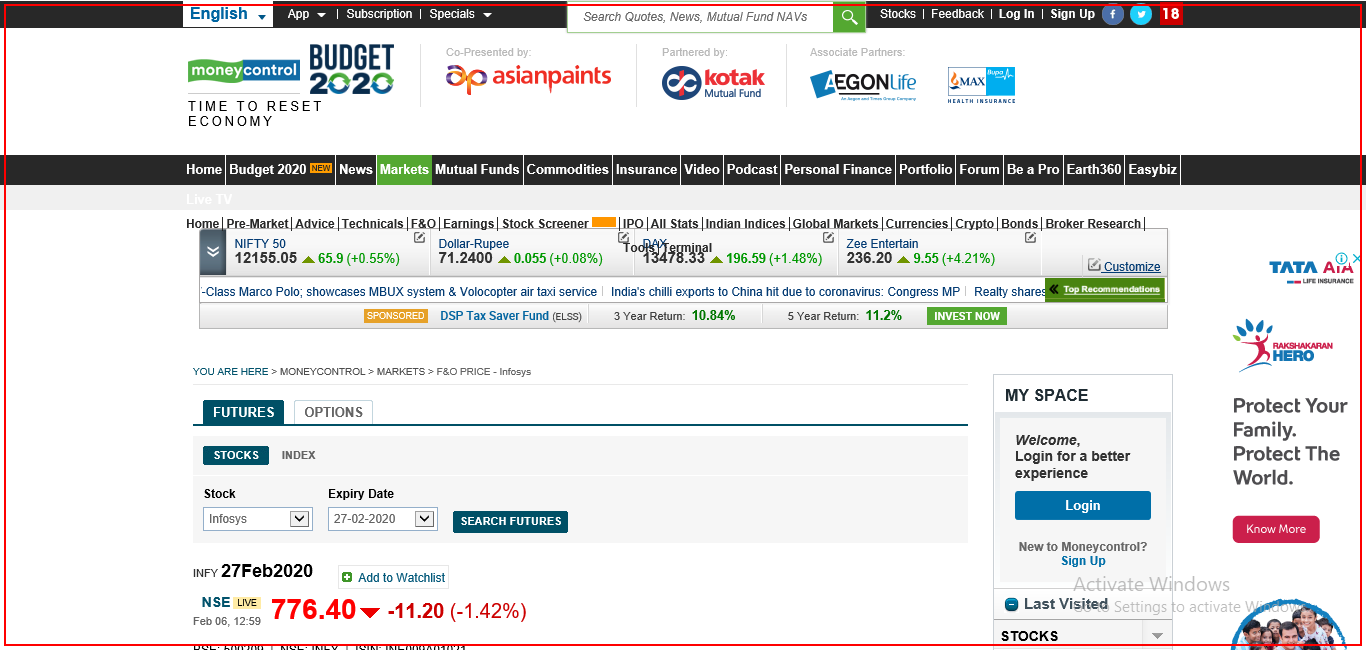 English App | Subscription | Specials Search Quotes, News, Mutual Fund NAVs Stocks | Feedback | Log In | Sign Up 18
moneycontrol BUDGET 2020
TIME TO RESET
ECONOMY
Co-Presented by: Partnered by: Associate Partners:
asianpaints kotak Mutual Fund AEGON Life An Aegon and Times Group Company MAX Bupa HEALTH INSURANCE
Home Budget 2020 NEW News Markets Mutual Funds Commodities Insurance Video Podcast Personal Finance Portfolio Forum Be a Pro Earth360 Easybiz
Live TV
Home Pre-Market Advice Technicals F&O Earnings Stock Screener IPO All Stats Indian Indices Global Markets Currencies Crypto Bonds Broker Research
Tools Terminal
NIFTY 50 Dollar-Rupee DAX Zee Entertain
12155.05 65.9 (+0.55%) 71.2400 0.055 (+0.08%) 13478.33 196.59 (+1.48%) 236.20 9.55 (+4.21%)
Customize
'-Class Marco Polo; showcases MBUX system & Volocopter air taxi service India's chilli exports to China hit due to coronavirus: Congress MP Realty shares Top Recommendations
SPONSORED DSP Tax Saver Fund (ELSS) 3 Year Return: 10.84% 5 Year Return: 11.2% INVEST NOW
YOU ARE HERE > MONEYCONTROL > MARKETS > F&O PRICE - Infosys
FUTURES OPTIONS
STOCKS INDEX
Stock Expiry Date
Infosys 27-02-2020 SEARCH FUTURES
INFY 27Feb2020 Add to Watchlist
NSE LIVE 776.40 -11.20 (-1.42%)
Feb 06, 12:59
BSE: 500209 | NSE: INFY | ISIN: INE009A01021
MY SPACE
Welcome,
Login for a better
experience
Login
New to Moneycontrol?
Sign Up
Last Visited
STOCKS
TATA AIA
LIFE INSURANCE
RAKSHAKARAN
HERO
Protect Your
Family.
Protect The
World.
Know More
Activate Windows
Go to Settings to activate Windows.